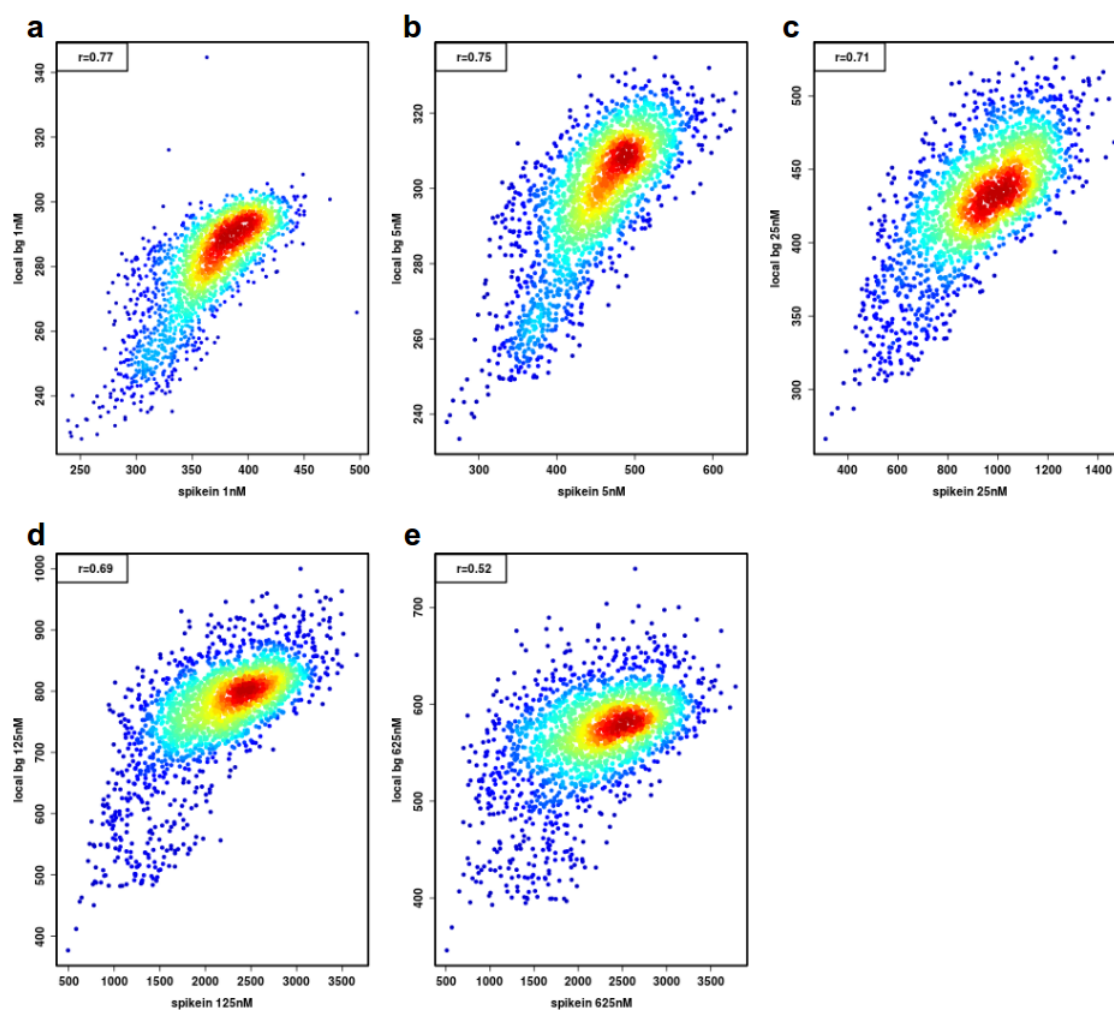 a
r=0.77
340
320
300
280
260
240
local bg 1nM
250 300 350 400 450 500
spikein 1nM
b
r=0.75
320
300
280
260
240
local bg 5nM
300 400 500 600
spikein 5nM
c
r=0.71
500
450
400
350
300
local bg 25nM
400 600 800 1000 1200 1400
spikein 25nM
d
r=0.69
1000
900
800
700
600
500
400
local bg 125nM
500 1000 1500 2000 2500 3000 3500
spikein 125nM
e
r=0.52
700
600
500
400
local bg 625nM
500 1000 1500 2000 2500 3000 3500
spikein 625nM